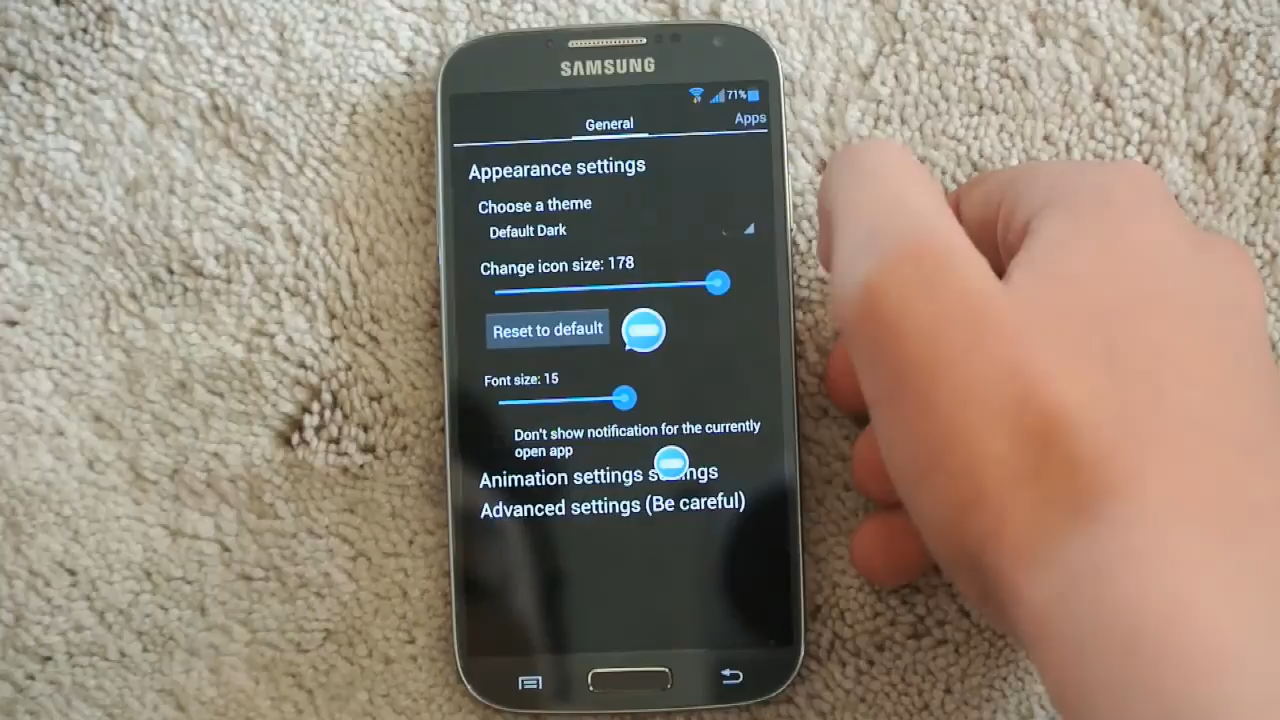 SAMSUNG
71%
General
Apps
Appearance settings
Choose a theme
Default Dark
Change icon size: 178
Reset to default
Font size: 15
Don't show notification for the currently
open app
Animation settings settings
Advanced settings (Be careful)